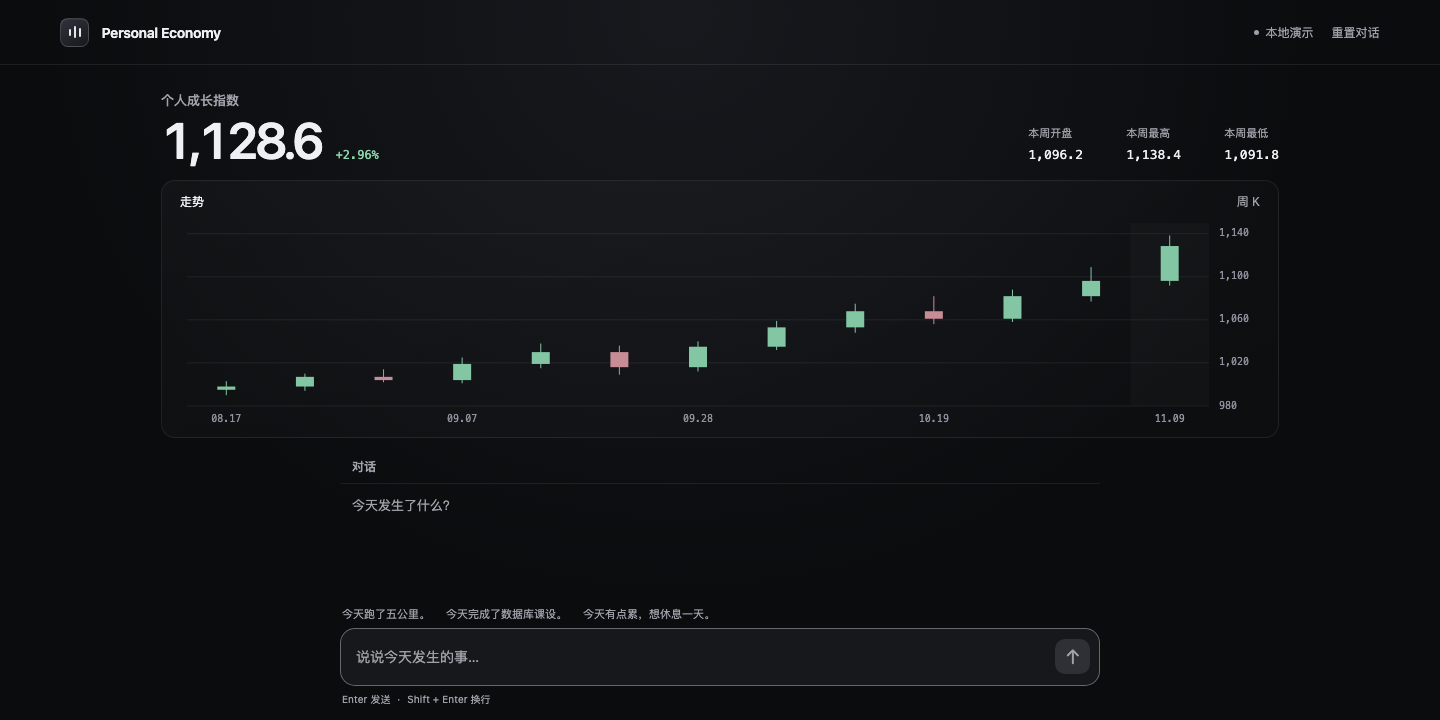 Personal Economy
本地演示 重置对话
个人成长指数
1,128.6 +2.96%
本周开盘 本周最高 本周最低
1,096.2 1,138.4 1,091.8
走势 周 K
1,140
1,100
1,060
1,020
980
08.17 09.07 09.28 10.19 11.09
对话
今天发生了什么?
今天跑了五公里。 今天完成了数据库课设。 今天有点累，想休息一天。
说说今天发生的事...
Enter 发送 · Shift + Enter 换行